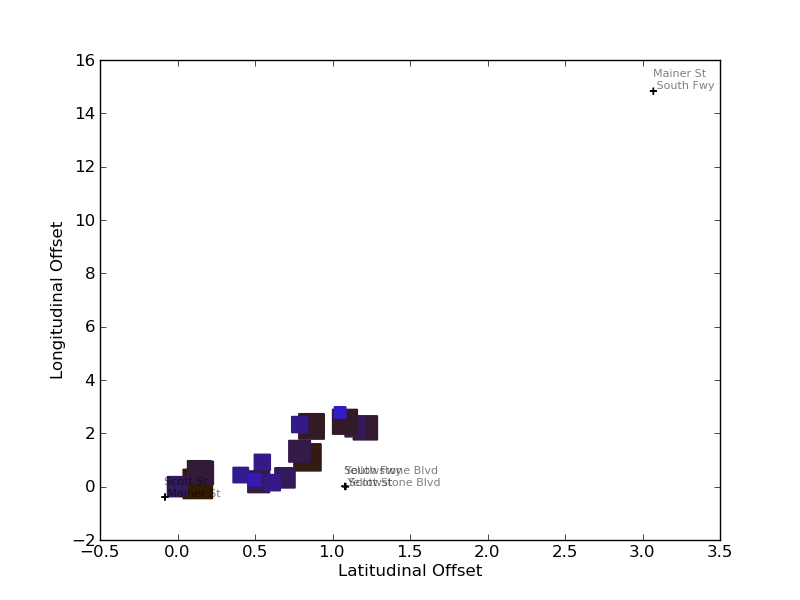 16
Mainer St
South Fwy
14
12
10
8
Longitudinal Offset
6
4
2
Yellowstone Blvd
Scott St
0
Mainer St
−2
−0.5 0.0 0.5 1.0 1.5 2.0 2.5 3.0 3.5
Latitudinal Offset